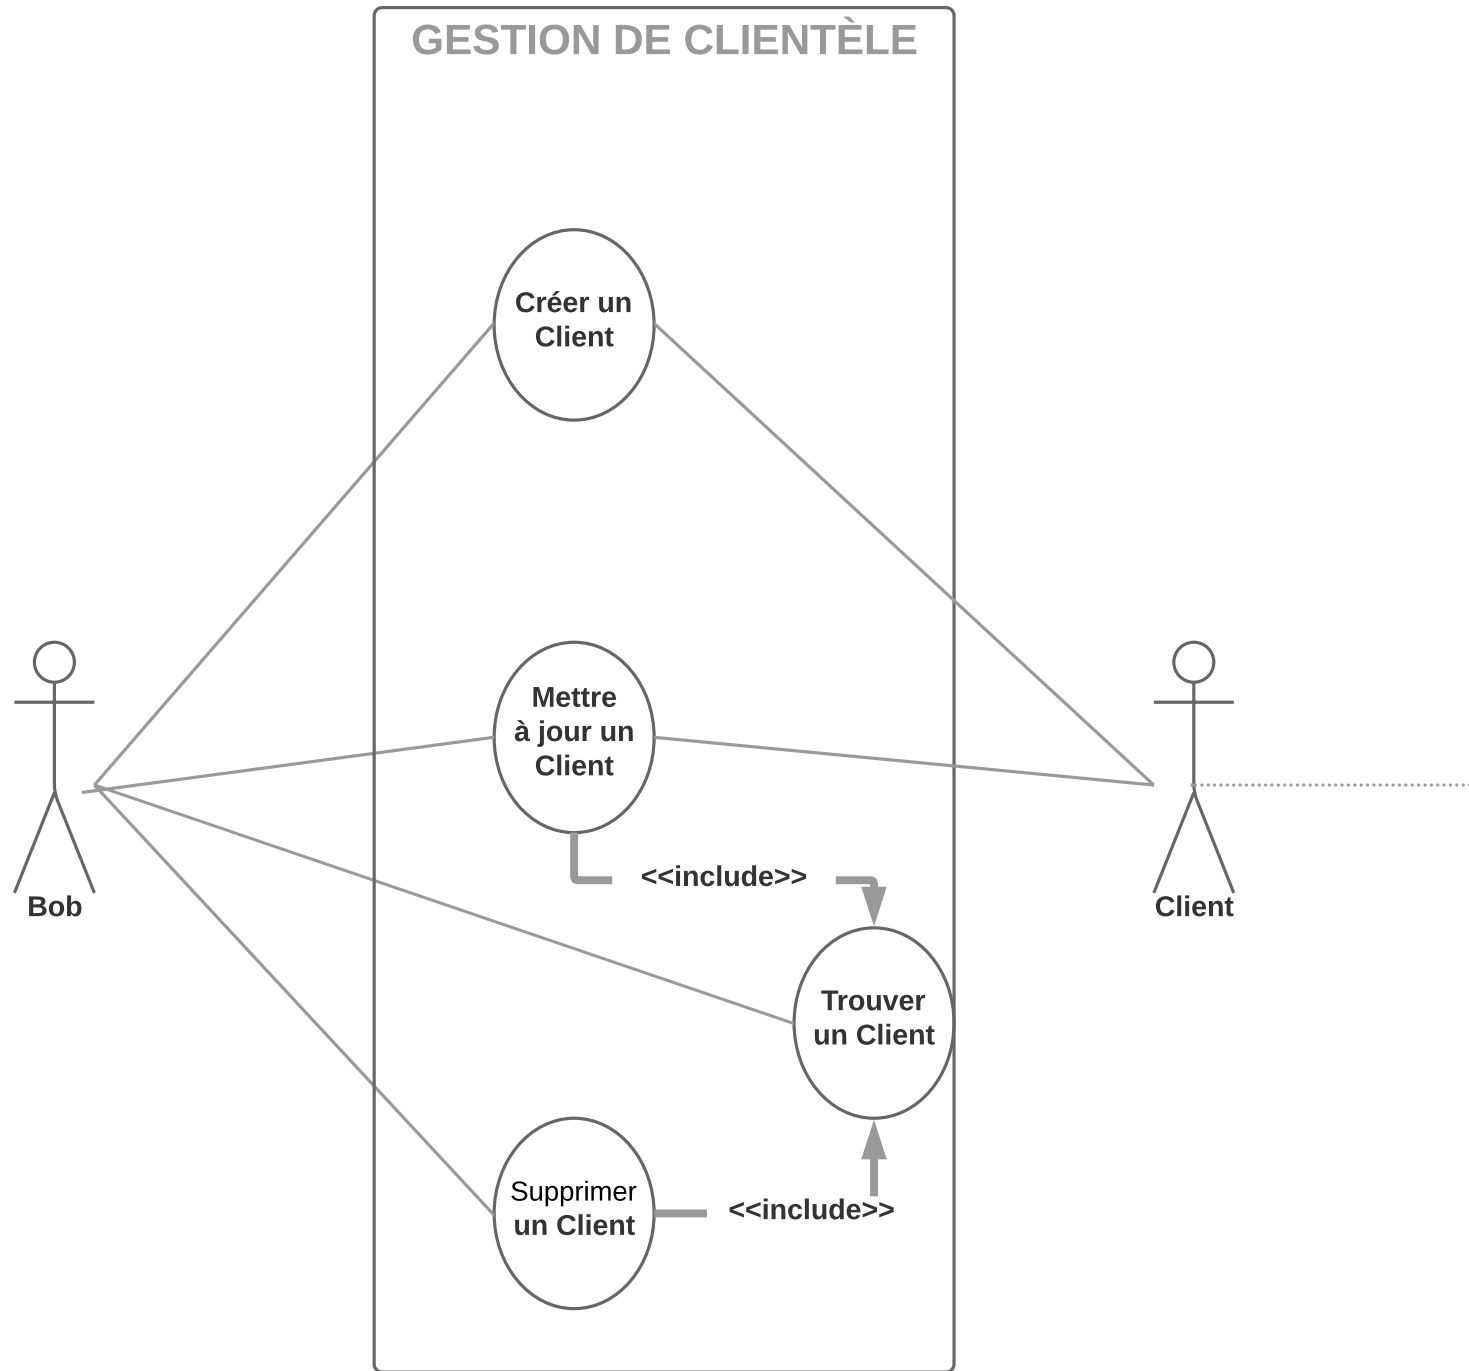 GESTION DE CLIENTÈLE
Créer un
Client
Mettre
à jour un
Client
<<include>>
Bob
Client
Trouver
un Client
Supprimer
un Client
<<include>>